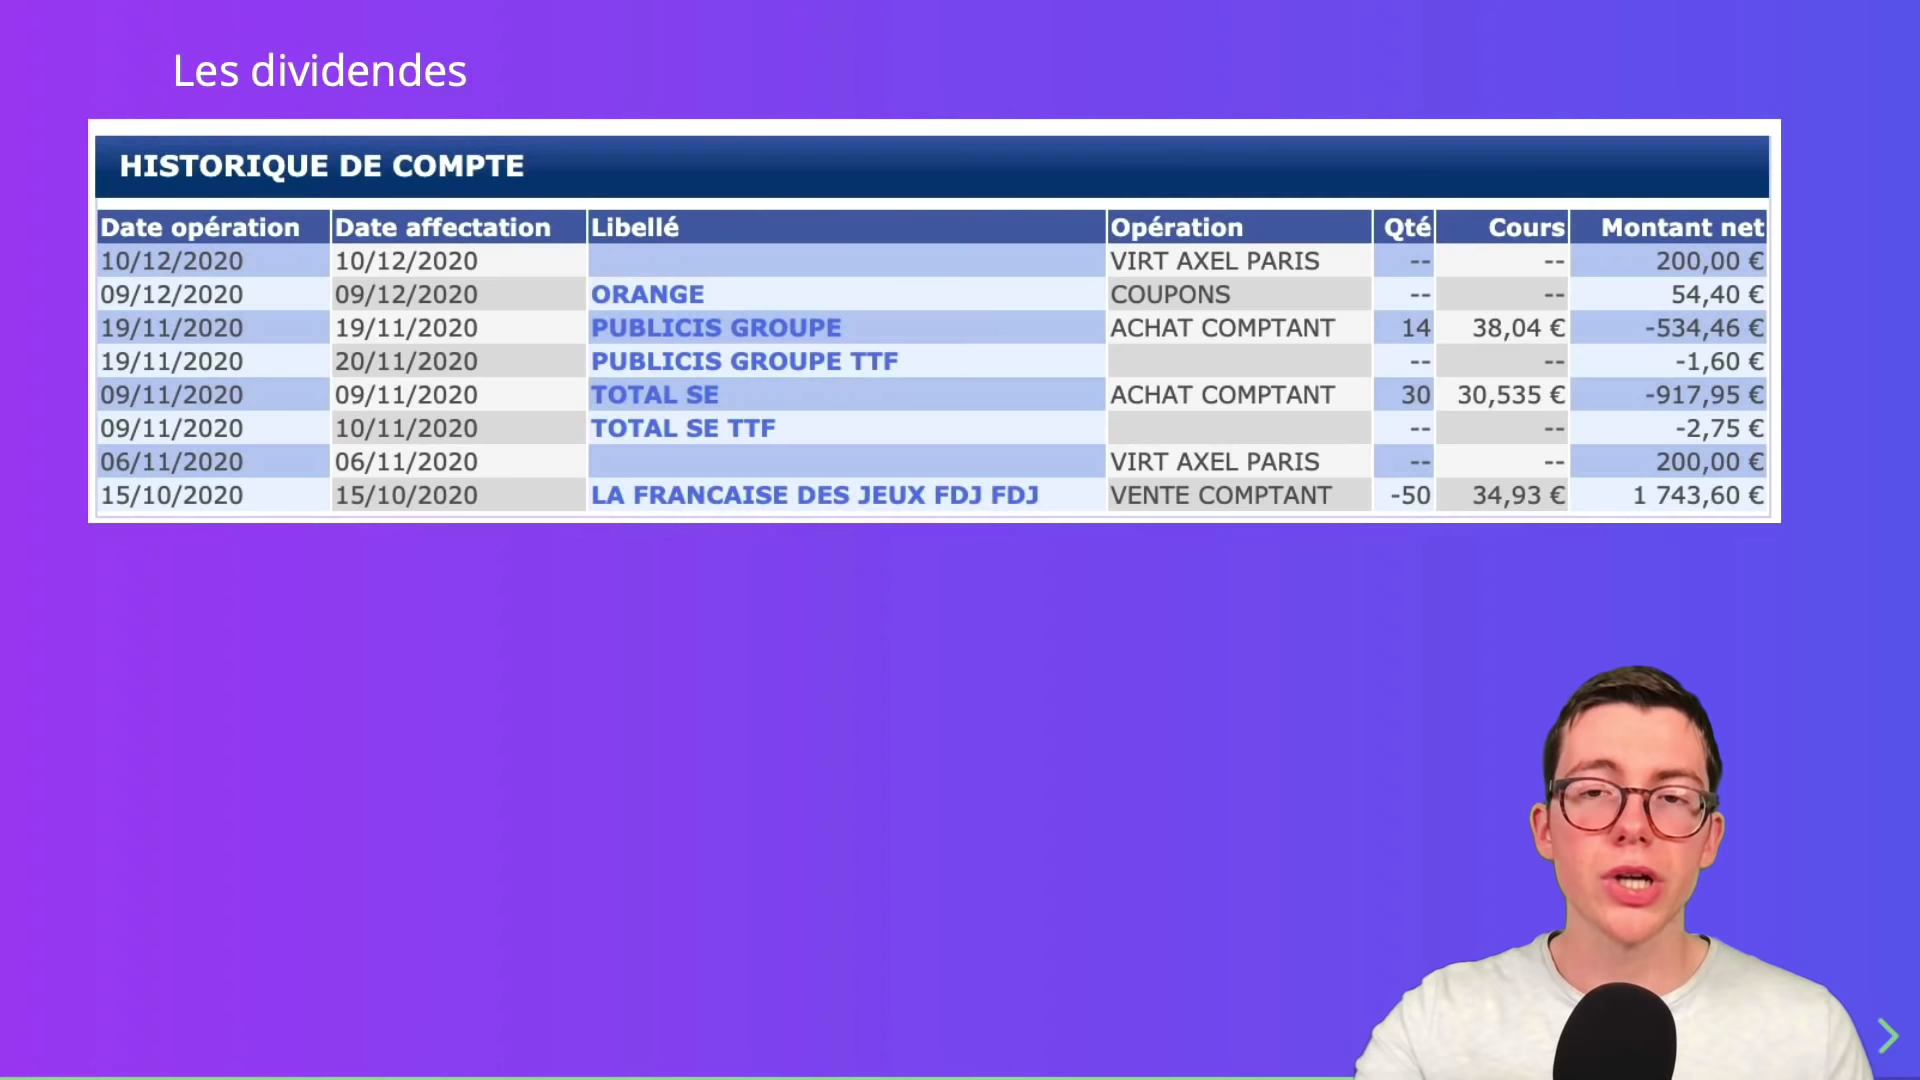 Les dividendes
HISTORIQUE DE COMPTE
Date opération Date affectation Libellé Opération Qté Cours Montant net
10/12/2020 10/12/2020 VIRT AXEL PARIS -- -- 200,00 €
09/12/2020 09/12/2020 ORANGE COUPONS -- -- 54,40 €
19/11/2020 19/11/2020 PUBLICIS GROUPE ACHAT COMPTANT 14 38,04 € -534,46 €
19/11/2020 20/11/2020 PUBLICIS GROUPE TTF -- -- -1,60 €
09/11/2020 09/11/2020 TOTAL SE ACHAT COMPTANT 30 30,535 € -917,95 €
09/11/2020 10/11/2020 TOTAL SE TTF -- -- -2,75 €
06/11/2020 06/11/2020 VIRT AXEL PARIS -- -- 200,00 €
15/10/2020 15/10/2020 LA FRANCAISE DES JEUX FDJ FDJ VENTE COMPTANT -50 34,93 € 1 743,60 €